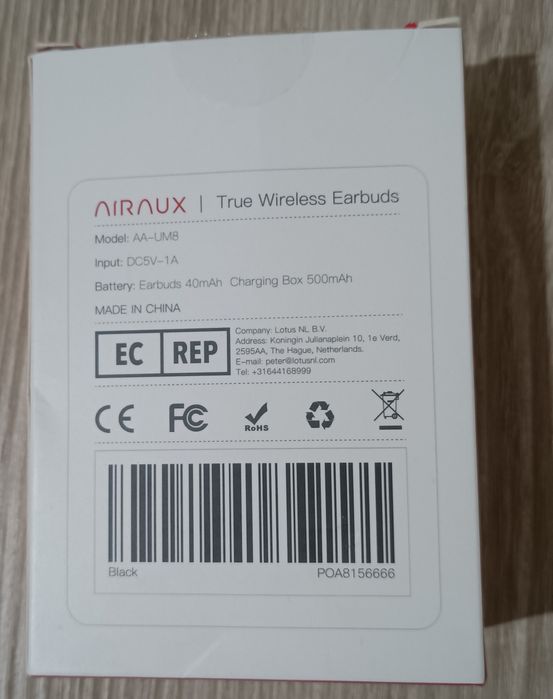 AIRAUX | True Wireless Earbuds
Model: AA-UM8
Input: DC5V-1A
Battery: Earbuds 40mAh Charging Box 500mAh
MADE IN CHINA
EC REP
Company: Lotus NL B.V.
Address: Koningin Julianaplein 10, 1e Verd,
2595AA, The Hague, Netherlands.
E-mail: peter@lotusnl.com
Tel: +31644168999
CE FC RoHS
Black POA8156666